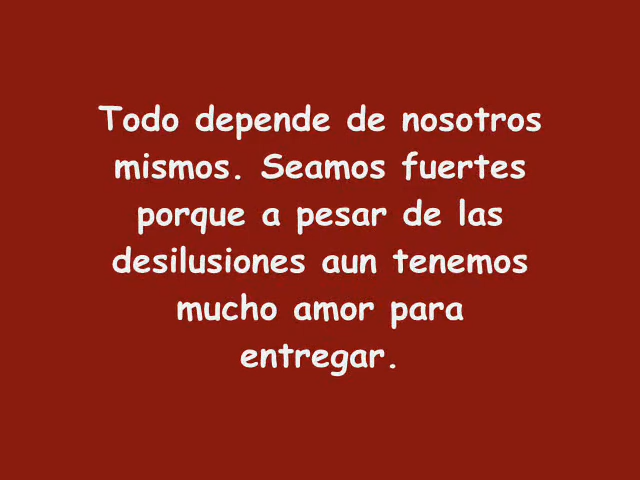 Todo depende de nosotros
mismos. Seamos fuertes
porque a pesar de las
desilusiones aun tenemos
mucho amor para
entregar.